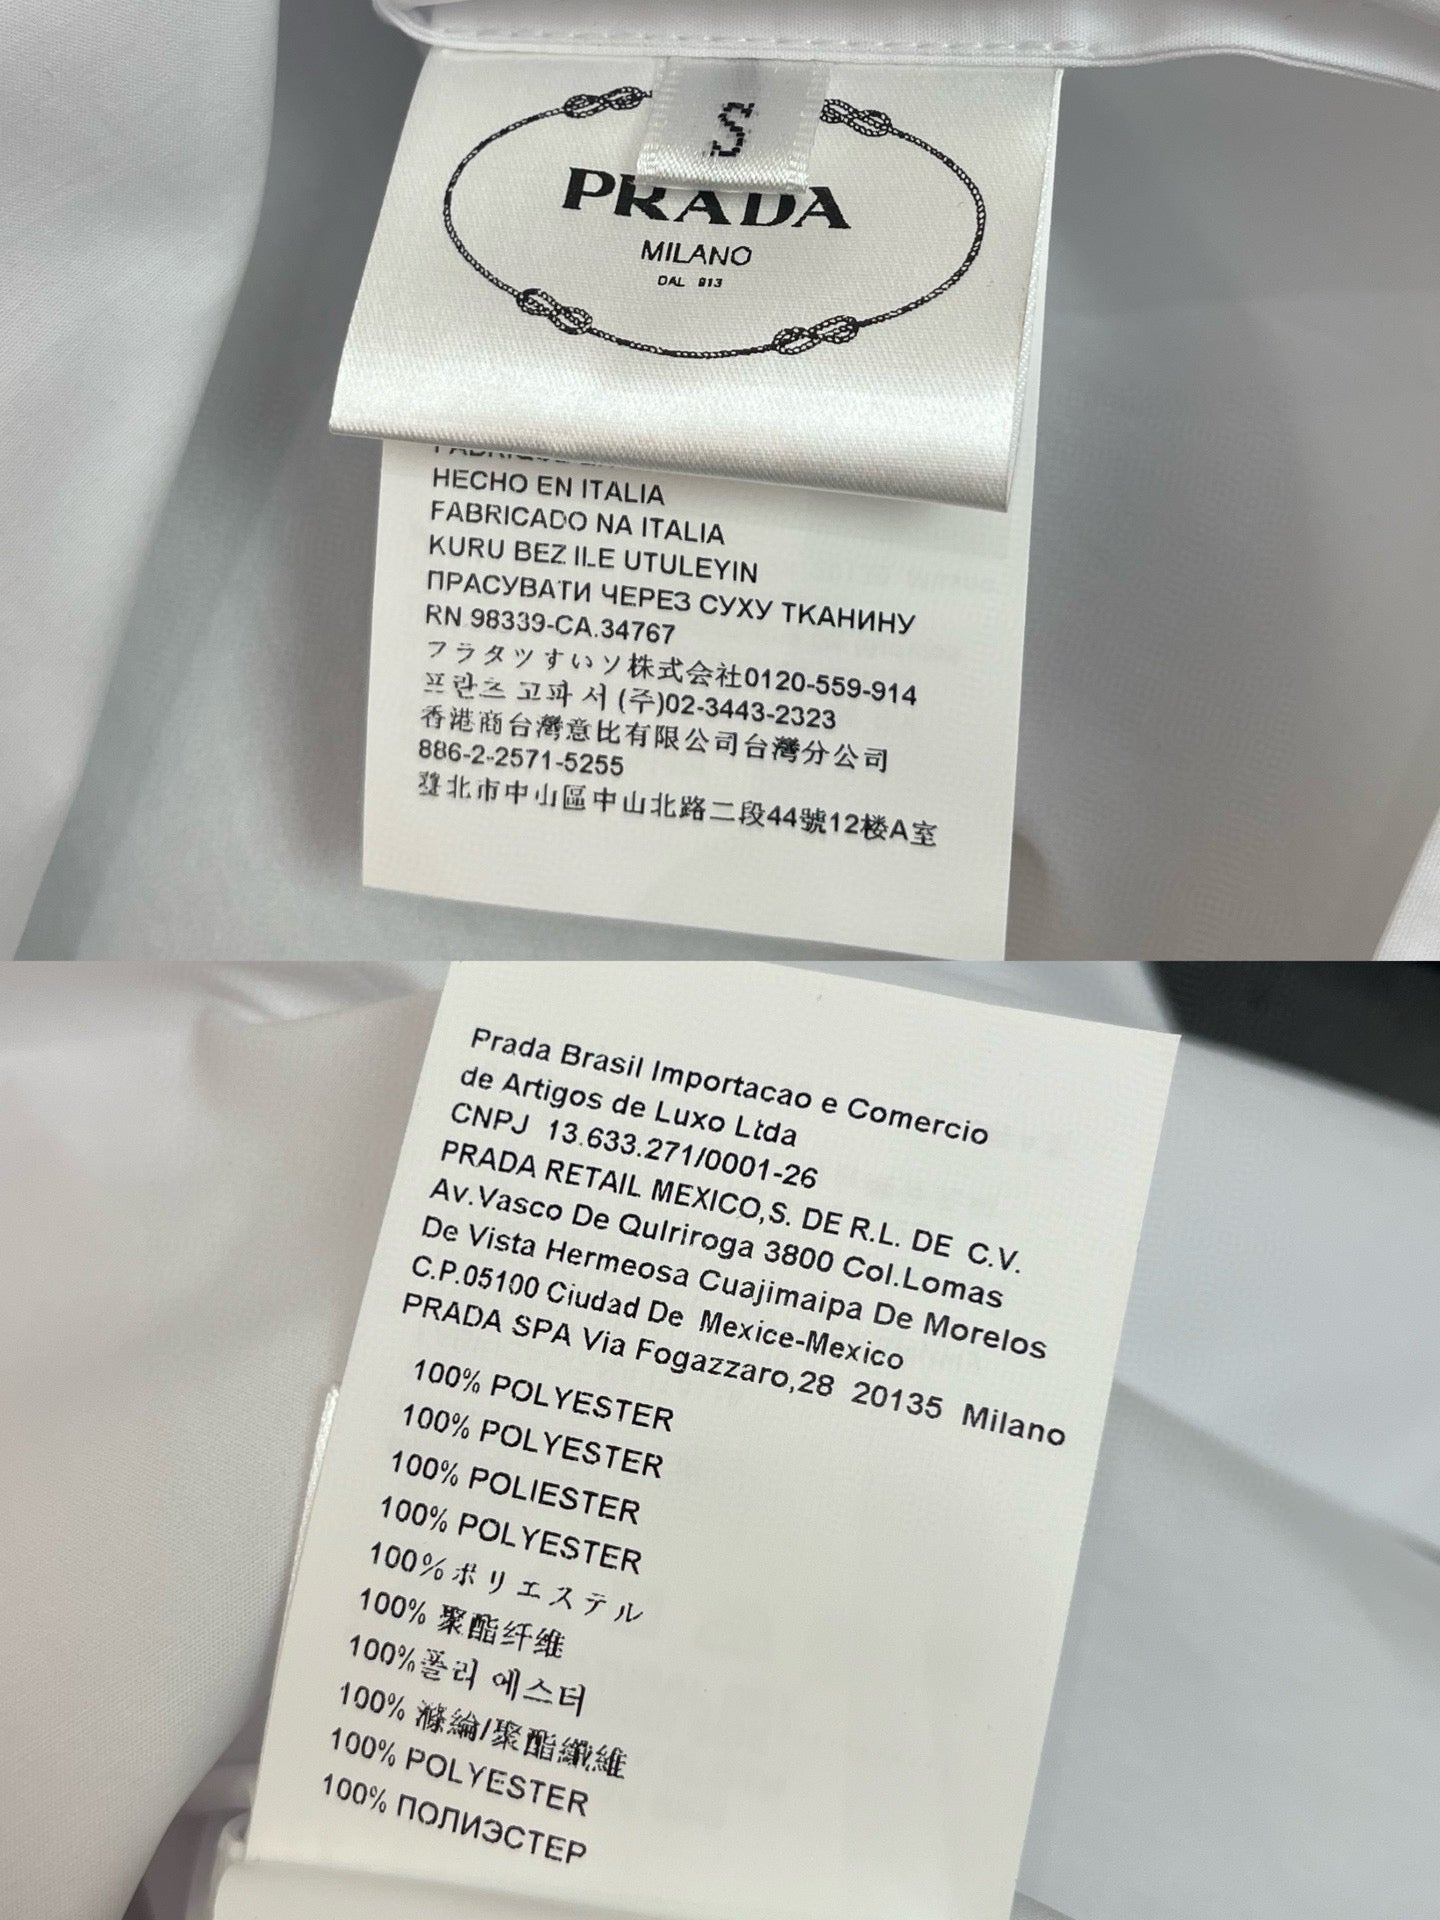 S
PRADA
MILANO
DAL 913
HECHO EN ITALIA
FABRICADO NA ITALIA
KURU BEZ ILE UTULEYIN
ПРАСУВАТИ ЧЕРЕЗ СУХУ ТКАНИНУ
RN 98339-CA.34767
フラタツすいソ株式会社0120-559-914
프란츠 고파 서 (주)02-3443-2323
香港商台灣意比有限公司台灣分公司
886-2-2571-5255
北市中山區中山北路二段44號12楼A室
Prada Brasil Importacao e Comercio
de Artigos de Luxo Ltda
CNPJ 13.633.271/0001-26
PRADA RETAIL MEXICO,S. DE R.L. DE C.V.
Av.Vasco De Qulriroga 3800 Col.Lomas
De Vista Hermeosa Cuajimaipa De Morelos
C.P.05100 Ciudad De Mexice-Mexico
PRADA SPA Via Fogazzaro,28 20135 Milano
100% POLYESTER
100% POLYESTER
100% POLIESTER
100% POLYESTER
100%ポリエステル
100% 聚酯纤维
100%폴리 에스터
100% 滌綸/聚酯纖維
100% POLYESTER
100% ПОЛИЭСТЕР